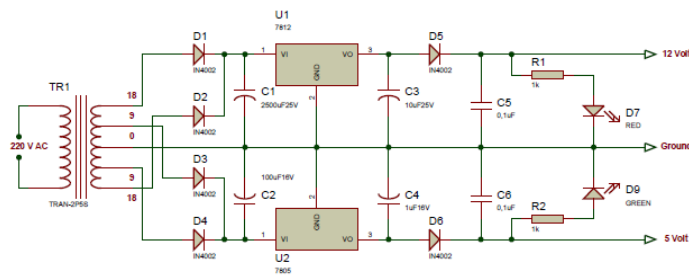 U1
7812
D1
IN4002
1
VI
VO
3
GND
2
D5
IN4002
12 Volt
TR1
18
9
0
9
18
220 V AC
TRAN-2P5S
D2
IN4002
C1
2500uF25V
C3
10uF25V
C5
0,1uF
R1
1k
D7
RED
Ground
D3
IN4002
100uF16V
C2
C4
1uF16V
C6
0,1uF
D9
GREEN
R2
1k
D4
IN4002
2
GND
1
VI
VO
3
D6
IN4002
5 Volt
U2
7805